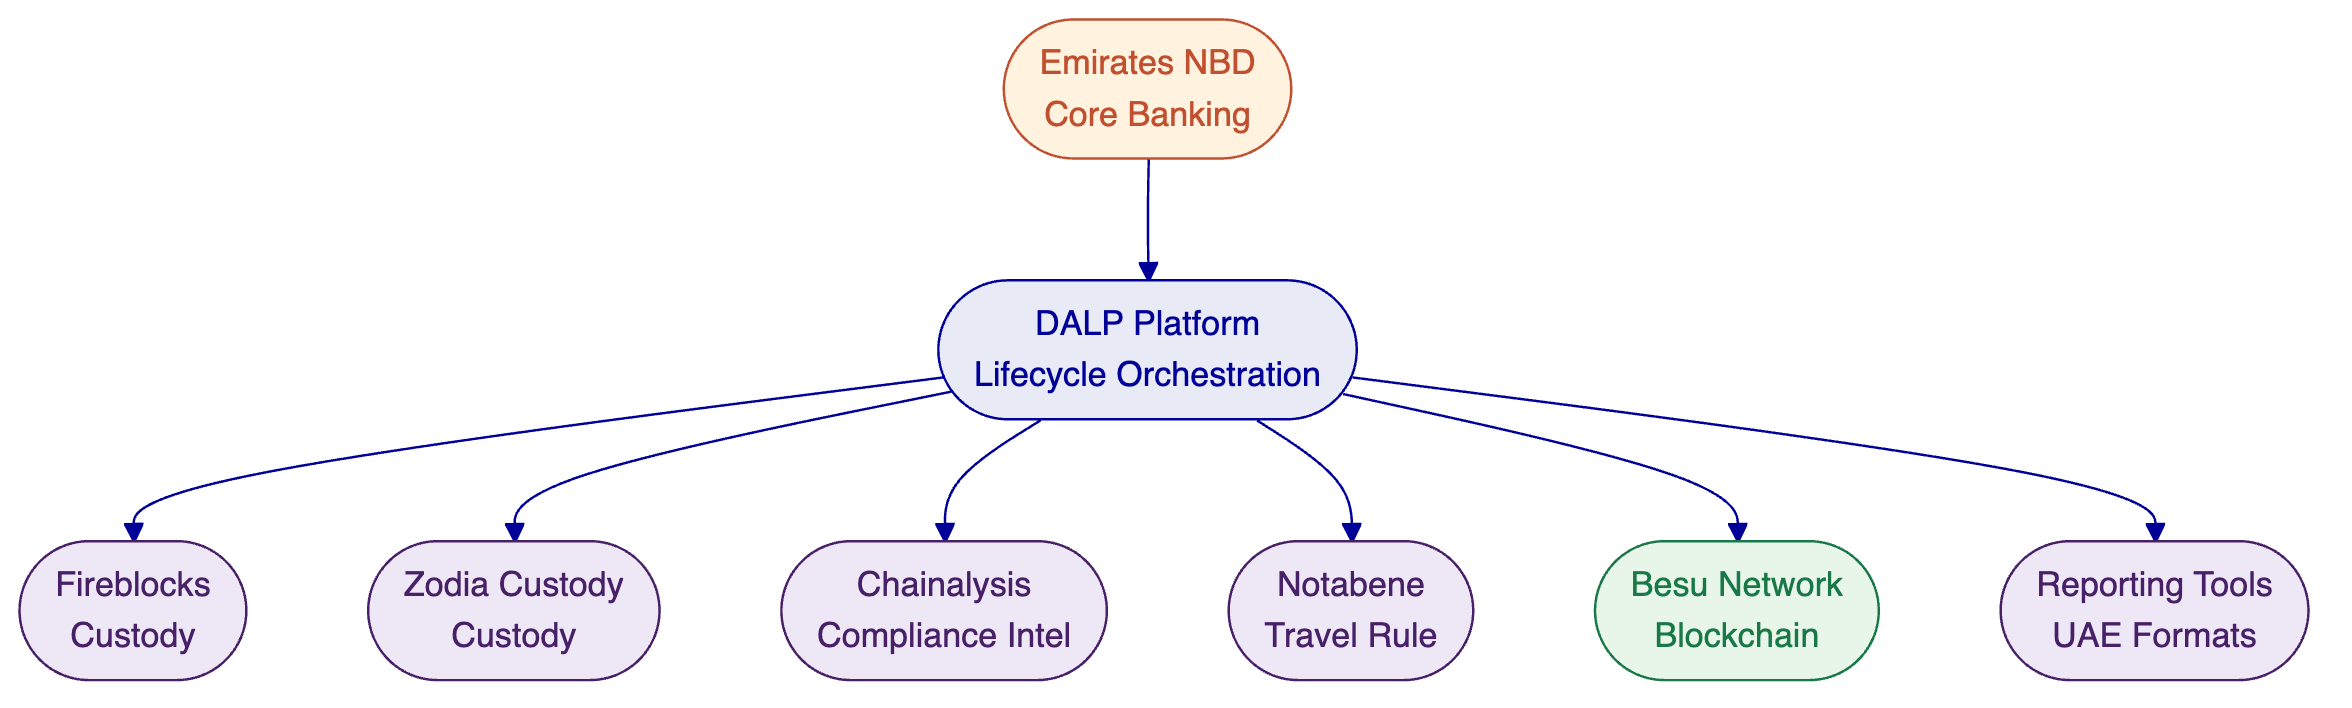 Emirates NBD
Core Banking
DALP Platform
Lifecycle Orchestration
Fireblocks
Custody
Zodia Custody
Custody
Chainalysis
Compliance Intel
Notabene
Travel Rule
Besu Network
Blockchain
Reporting Tools
UAE Formats